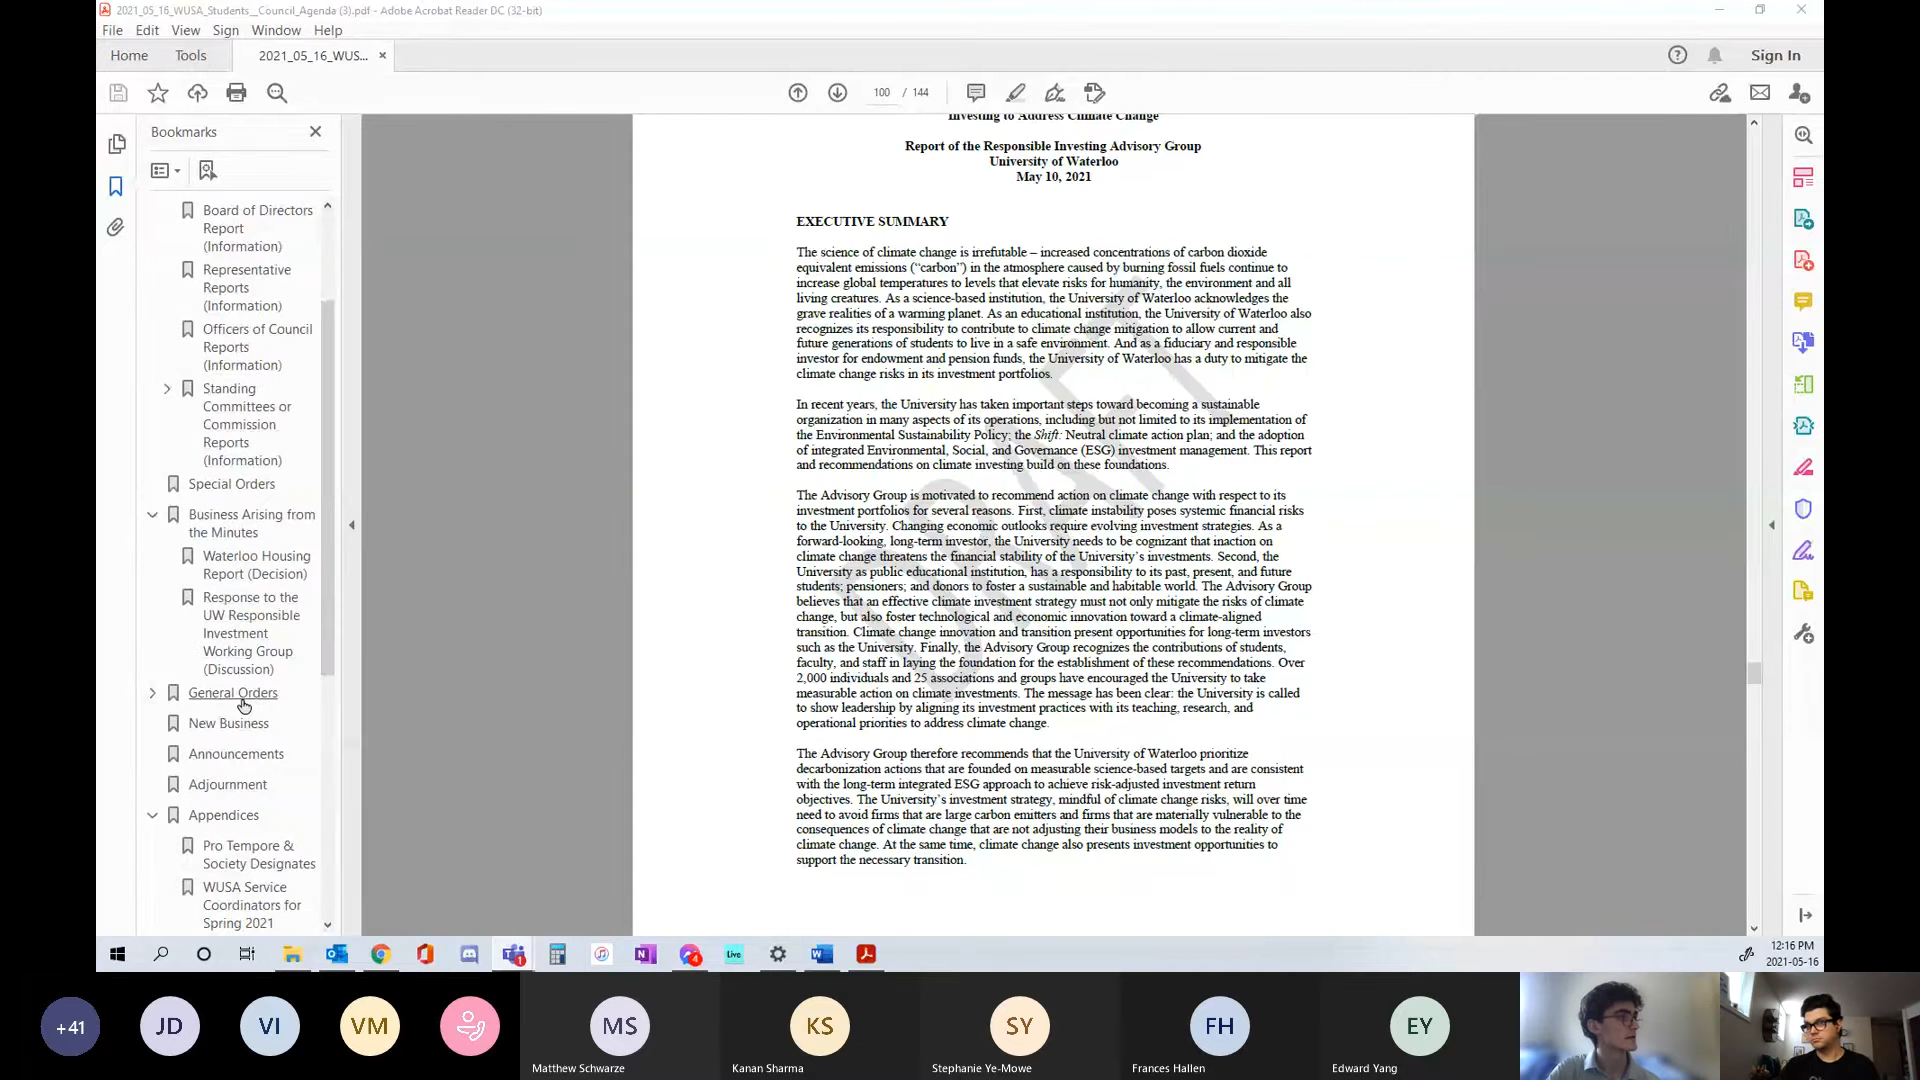 2021_05_16_WUSA_Students__Council_Agenda (3).pdf - Adobe Acrobat Reader DC (32-bit)
File Edit View Sign Window Help
Home Tools 2021_05_16_WUS... × Sign In
100 / 144
Bookmarks
Board of Directors
Report
(Information)
Representative
Reports
(Information)
Officers of Council
Reports
(Information)
Standing
Committees or
Commission
Reports
(Information)
Special Orders
Business Arising from
the Minutes
Waterloo Housing
Report (Decision)
Response to the
UW Responsible
Investment
Working Group
(Discussion)
General Orders
New Business
Announcements
Adjournment
Appendices
Pro Tempore &
Society Designates
WUSA Service
Coordinators for
Spring 2021
Investing to Address Climate Change
Report of the Responsible Investing Advisory Group
University of Waterloo
May 10, 2021
EXECUTIVE SUMMARY
The science of climate change is irrefutable – increased concentrations of carbon dioxide
equivalent emissions (“carbon”) in the atmosphere caused by burning fossil fuels continue to
increase global temperatures to levels that elevate risks for humanity, the environment and all
living creatures. As a science-based institution, the University of Waterloo acknowledges the
grave realities of a warming planet. As an educational institution, the University of Waterloo also
recognizes its responsibility to contribute to climate change mitigation to allow current and
future generations of students to live in a safe environment. And as a fiduciary and responsible
investor for endowment and pension funds, the University of Waterloo has a duty to mitigate the
climate change risks in its investment portfolios.
In recent years, the University has taken important steps toward becoming a sustainable
organization in many aspects of its operations, including but not limited to its implementation of
the Environmental Sustainability Policy; the Shift: Neutral climate action plan; and the adoption
of integrated Environmental, Social, and Governance (ESG) investment management. This report
and recommendations on climate investing build on these foundations.
The Advisory Group is motivated to recommend action on climate change with respect to its
investment portfolios for several reasons. First, climate instability poses systemic financial risks
to the University. Changing economic outlooks require evolving investment strategies. As a
forward-looking, long-term investor, the University needs to be cognizant that inaction on
climate change threatens the financial stability of the University’s investments. Second, the
University as public educational institution, has a responsibility to its past, present, and future
students; pensioners; and donors to foster a sustainable and habitable world. The Advisory Group
believes that an effective climate investment strategy must not only mitigate the risks of climate
change, but also foster technological and economic innovation toward a climate-aligned
transition. Climate change innovation and transition present opportunities for long-term investors
such as the University. Finally, the Advisory Group recognizes the contributions of students,
faculty, and staff in laying the foundation for the establishment of these recommendations. Over
2,000 individuals and 25 associations and groups have encouraged the University to take
measurable action on climate investments. The message has been clear: the University is called
to show leadership by aligning its investment practices with its teaching, research, and
operational priorities to address climate change.
The Advisory Group therefore recommends that the University of Waterloo prioritize
decarbonization actions that are founded on measurable science-based targets and are consistent
with the long-term integrated ESG approach to achieve risk-adjusted investment return
objectives. The University’s investment strategy, mindful of climate change risks, will over time
need to avoid firms that are large carbon emitters and firms that are materially vulnerable to the
consequences of climate change that are not adjusting their business models to the reality of
climate change. At the same time, climate change also presents investment opportunities to
support the necessary transition.
DRAFT
Live
12:16 PM
2021-05-16
+41 JD VI VM MS KS SY FH EY
Matthew Schwarze Kanan Sharma Stephanie Ye-Mowe Frances Hallen Edward Yang